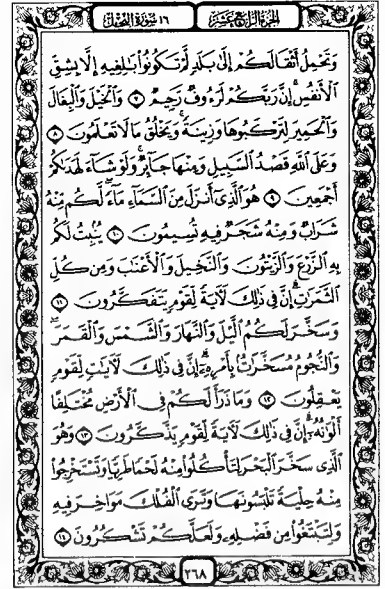 الجزء الرابع عشر ١٦ سورة النحل
وَتَحْمِلُ أَثْقَالَكُمْ إِلَىٰ بَلَدٍ لَّمْ تَكُونُوا۟ بَٰلِغِيهِ إِلَّا بِشِقِّ
ٱلْأَنفُسِ ۚ إِنَّ رَبَّكُمْ لَرَءُوفٌ رَّحِيمٌ ٧ وَٱلْخَيْلَ وَٱلْبِغَالَ
وَٱلْحَمِيرَ لِتَرْكَبُوهَا وَزِينَةً ۚ وَيَخْلُقُ مَا لَا تَعْلَمُونَ ٨
وَعَلَى ٱللَّهِ قَصْدُ ٱلسَّبِيلِ وَمِنْهَا جَآئِرٌ ۚ وَلَوْ شَآءَ لَهَدَىٰكُمْ
أَجْمَعِينَ ٩ هُوَ ٱلَّذِىٓ أَنزَلَ مِنَ ٱلسَّمَآءِ مَآءً ۖ لَّكُم مِّنْهُ
شَرَابٌ وَمِنْهُ شَجَرٌ فِيهِ تُسِيمُونَ ١٠ يُنۢبِتُ لَكُم
بِهِ ٱلزَّرْعَ وَٱلزَّيْتُونَ وَٱلنَّخِيلَ وَٱلْأَعْنَٰبَ وَمِن كُلِّ
ٱلثَّمَرَٰتِ ۗ إِنَّ فِى ذَٰلِكَ لَءَايَةً لِّقَوْمٍ يَتَفَكَّرُونَ ١١
وَسَخَّرَ لَكُمُ ٱلَّيْلَ وَٱلنَّهَارَ وَٱلشَّمْسَ وَٱلْقَمَرَ ۖ
وَٱلنُّجُومُ مُسَخَّرَٰتٌۢ بِأَمْرِهِۦٓ ۗ إِنَّ فِى ذَٰلِكَ لَءَايَٰتٍ لِّقَوْمٍ
يَعْقِلُونَ ١٢ وَمَا ذَرَأَ لَكُمْ فِى ٱلْأَرْضِ مُخْتَلِفًا
أَلْوَٰنُهُۥٓ ۗ إِنَّ فِى ذَٰلِكَ لَءَايَةً لِّقَوْمٍ يَذَّكَّرُونَ ١٣ وَهُوَ
ٱلَّذِى سَخَّرَ ٱلْبَحْرَ لِتَأْكُلُوا۟ مِنْهُ لَحْمًا طَرِيًّا وَتَسْتَخْرِجُوا۟
مِنْهُ حِلْيَةً تَلْبَسُونَهَا وَتَرَى ٱلْفُلْكَ مَوَاخِرَ فِيهِ
وَلِتَبْتَغُوا۟ مِن فَضْلِهِۦ وَلَعَلَّكُمْ تَشْكُرُونَ ١٤
٢٦٨